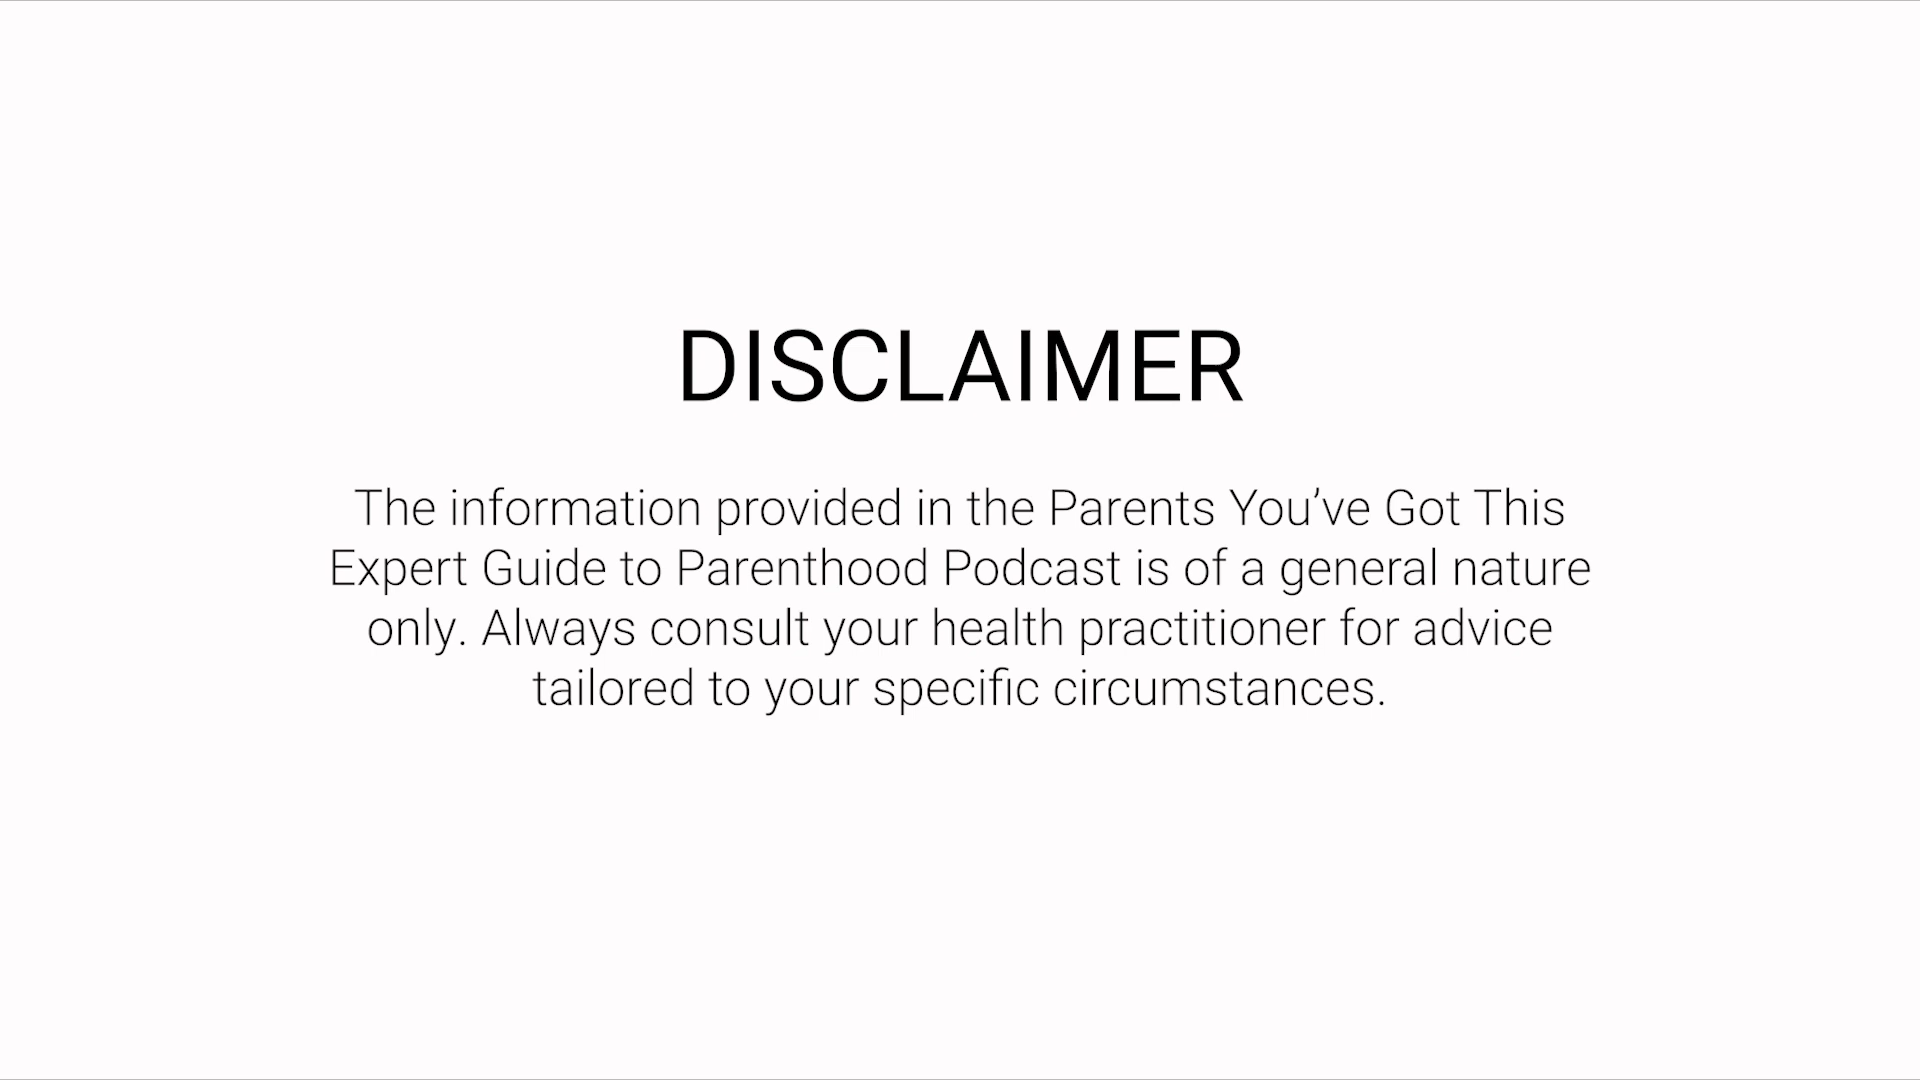 DISCLAIMER
The information provided in the Parents You’ve Got This
Expert Guide to Parenthood Podcast is of a general nature
only. Always consult your health practitioner for advice
tailored to your specific circumstances.